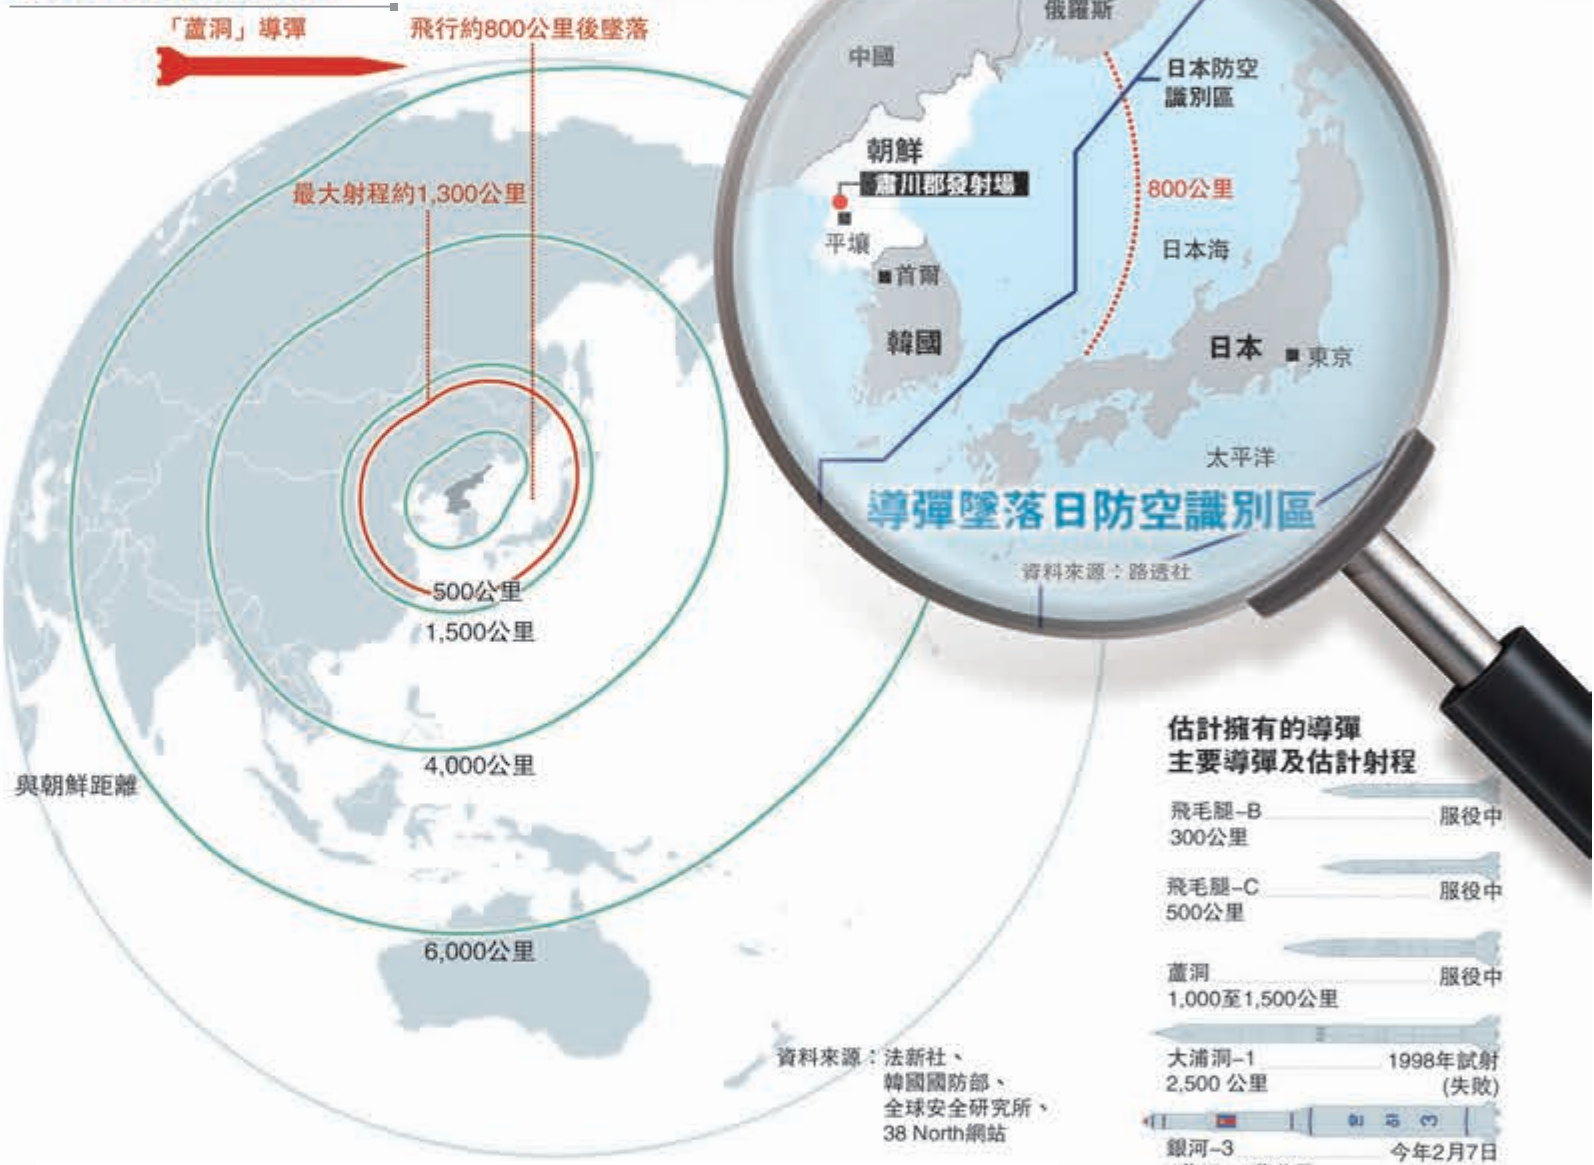 「蘆洞」導彈
飛行約800公里後墜落
最大射程約1,300公里
500公里
1,500公里
4,000公里
6,000公里
與朝鮮距離
俄羅斯
中國
日本防空
識別區
朝鮮
肅川郡發射場
800公里
平壤
日本海
首爾
韓國
日本
東京
太平洋
導彈墜落日防空識別區
資料來源：路透社
估計擁有的導彈
主要導彈及估計射程
飛毛腿-B
服役中
300公里
飛毛腿-C
服役中
500公里
蘆洞
服役中
1,000至1,500公里
大浦洞-1
1998年試射
2,500 公里
(失敗)
은하3
銀河-3
今年2月7日
資料來源：法新社、
韓國國防部、
全球安全研究所、
38 North網站